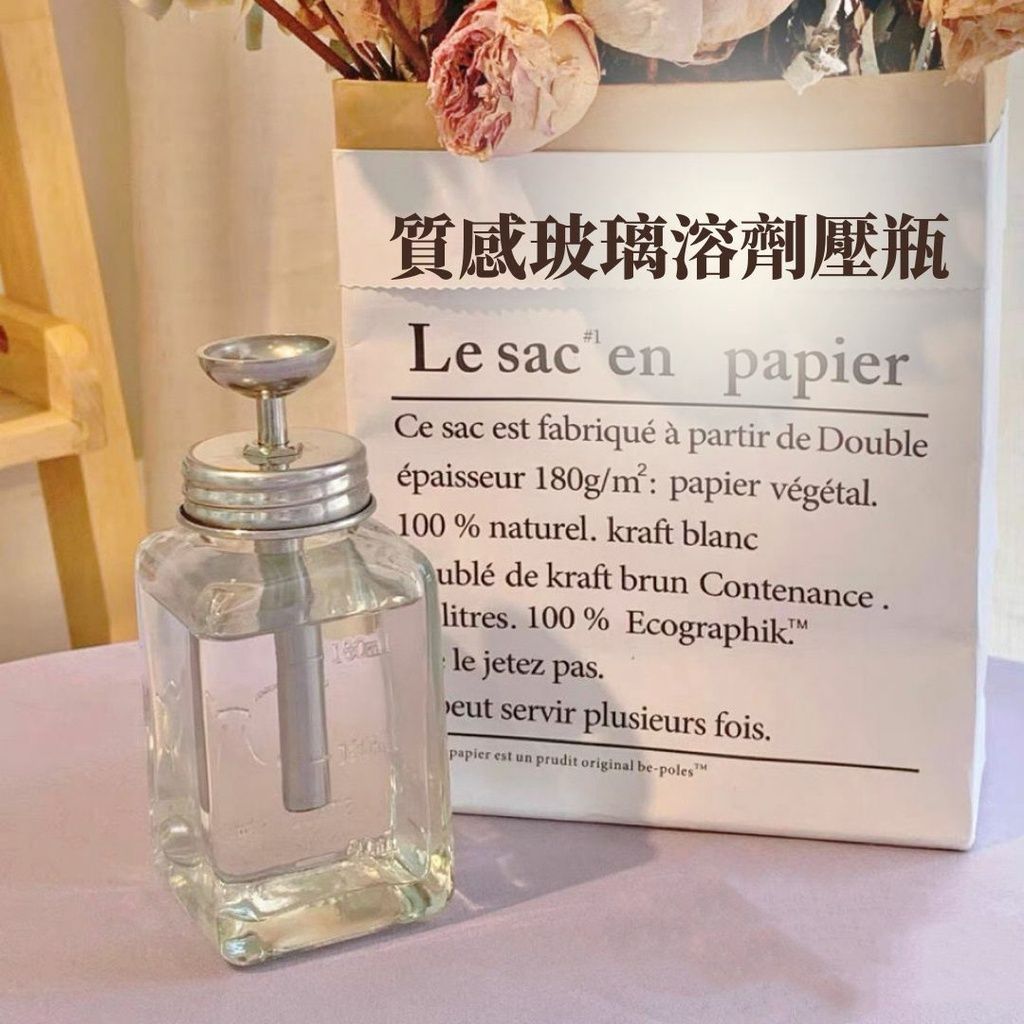 質感玻璃溶劑壓瓶
Le sac #1 en papier
Ce sac est fabriqué à partir de Double
épaisseur 180g/m²: papier végétal.
100 % naturel. kraft blanc
ublé de kraft brun Contenance .
litres. 100 % Ecographik.™
le jetez pas.
peut servir plusieurs fois.
papier est un prudit original be-poles™